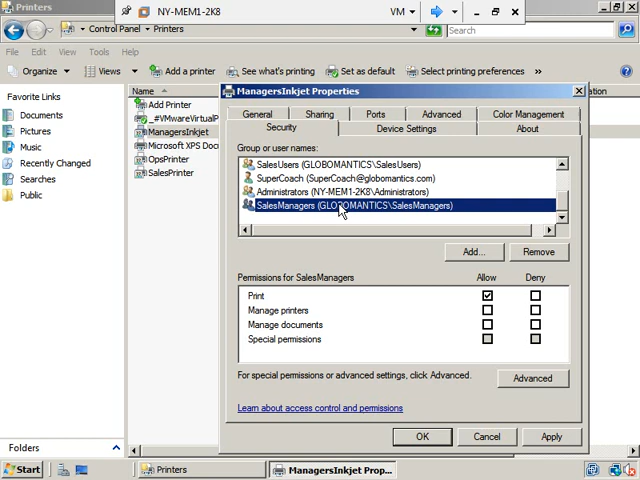 Printers
NY-MEM1-2K8
VM
Control Panel
Printers
Search
File Edit View Tools Help
Organize
Views
Add a printer
See what's printing
Set as default
Select printing preferences
»
Favorite Links
Documents
Pictures
Music
Recently Changed
Searches
Public
Folders
Name
Add Printer
_#VMwareVirtualP
ManagersInkjet
Microsoft XPS Docu
OpsPrinter
SalesPrinter
ManagersInkjet Properties
General Sharing Ports Advanced Color Management
Security Device Settings About
Group or user names:
SalesUsers (GLOBOMANTICS\SalesUsers)
SuperCoach (SuperCoach@globomantics.com)
Administrators (NY-MEM1-2K8\Administrators)
SalesManagers (GLOBOMANTICS\SalesManagers)
Add... Remove
Permissions for SalesManagers Allow Deny
Print
Manage printers
Manage documents
Special permissions
For special permissions or advanced settings, click Advanced.
Advanced
Learn about access control and permissions
OK Cancel Apply
Start
Printers
ManagersInkjet Prop...